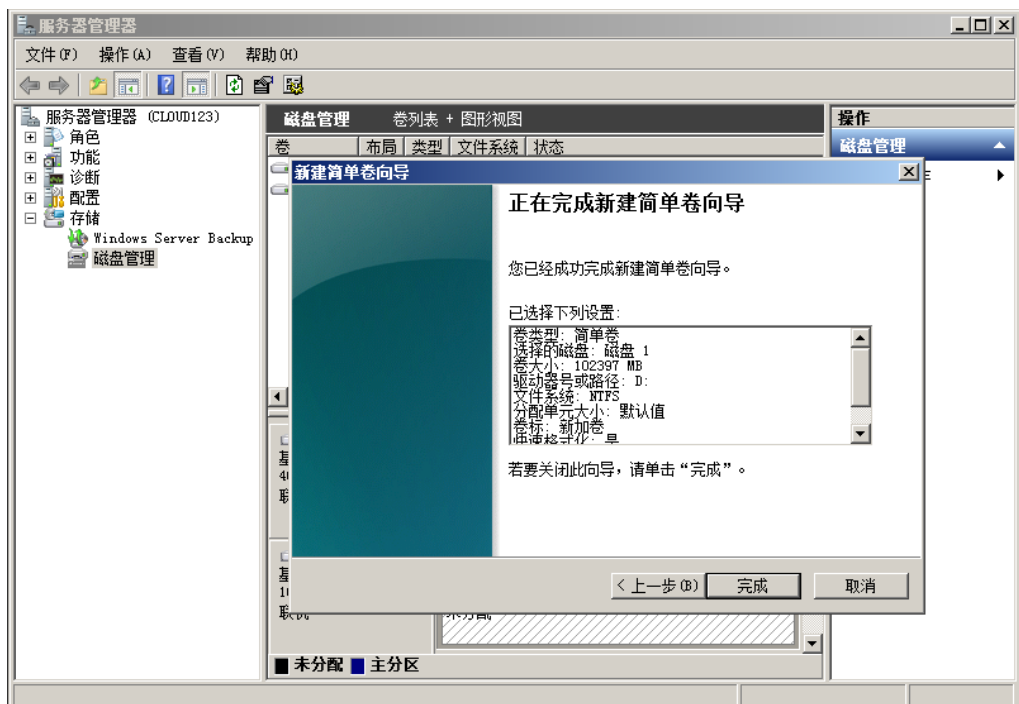 服务器管理器
文件(F) 操作(A) 查看(V) 帮助(H)
服务器管理器 (CLOUD123)
角色
功能
诊断
配置
存储
Windows Server Backup
磁盘管理
磁盘管理 卷列表 + 图形视图
卷 布局 类型 文件系统 状态
操作
磁盘管理
新建简单卷向导
正在完成新建简单卷向导
您已经成功完成新建简单卷向导。
已选择下列设置:
卷类型: 简单卷
选择的磁盘: 磁盘 1
卷大小: 102397 MB
驱动器号或路径: D:
文件系统: NTFS
分配单元大小: 默认值
卷标: 新加卷
快速格式化: 是
若要关闭此向导，请单击“完成”。
< 上一步(B) 完成 取消
未分配
未分配 主分区